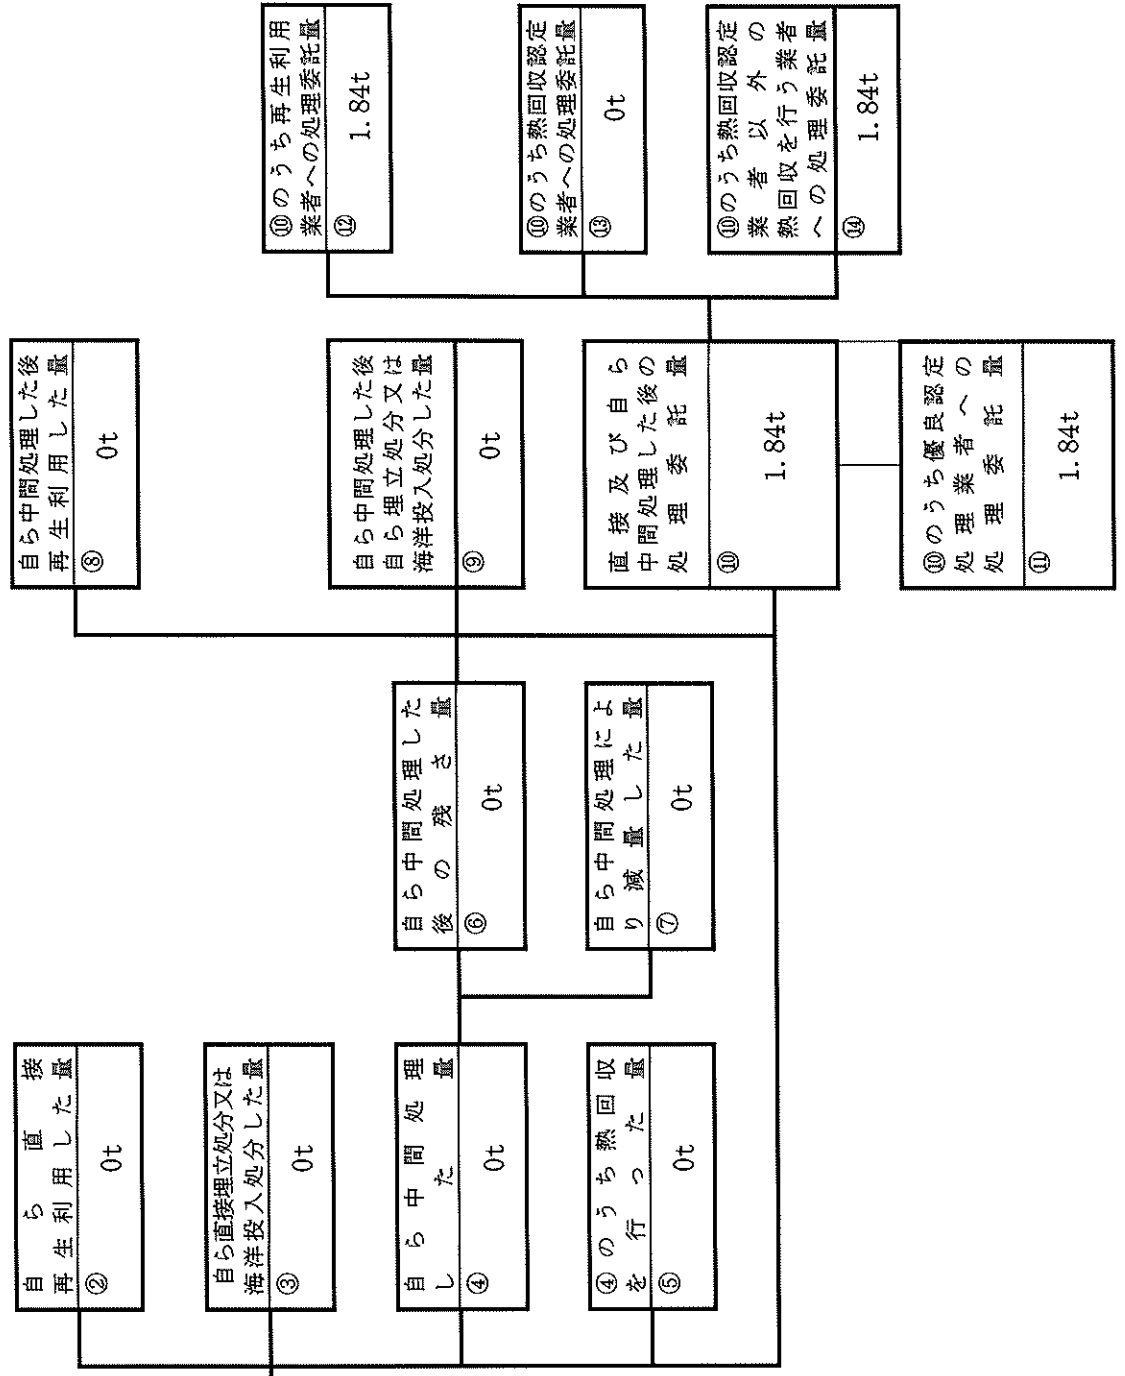 自ら直接
再生利用した量
②
0t
自ら直接埋立処分又は
海洋投入処分した量
③
0t
自ら中間処理
した量
④
0t
④のうち熱回収
を行った量
⑤
0t
自ら中間処理した
後の残さ量
⑥
0t
自ら中間処理によ
り減量した量
⑦
0t
自ら中間処理した後
再生利用した量
⑧
0t
自ら中間処理した後
自ら埋立処分又は
海洋投入処分した量
⑨
0t
直接及び自ら
中間処理した後の
処理委託量
⑩
1.84t
⑩のうち優良認定
処理業者への
処理委託量
⑪
1.84t
⑩のうち再生利用
業者への処理委託量
⑫
1.84t
⑩のうち熱回収認定
業者への処理委託量
⑬
0t
⑩のうち熱回収認定
業者以外の
熱回収を行う業者
への処理委託量
⑭
1.84t